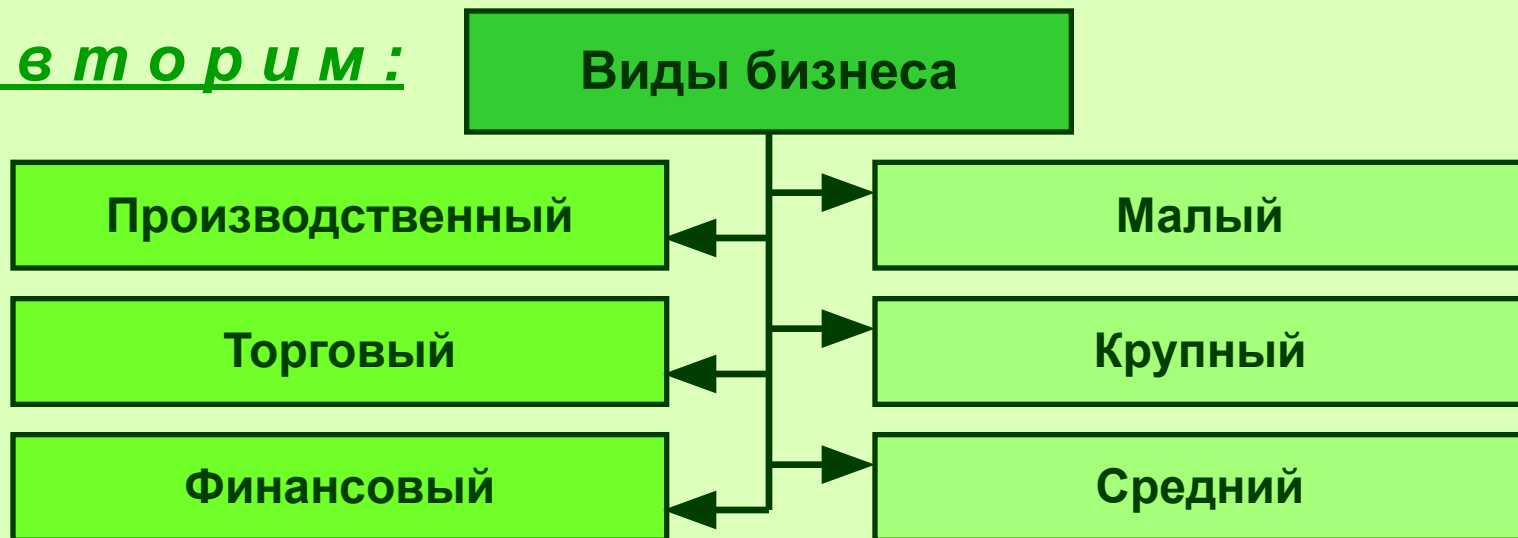 в т о р и м :
Виды бизнеса
Производственный
Малый
Торговый
Крупный
Финансовый
Средний